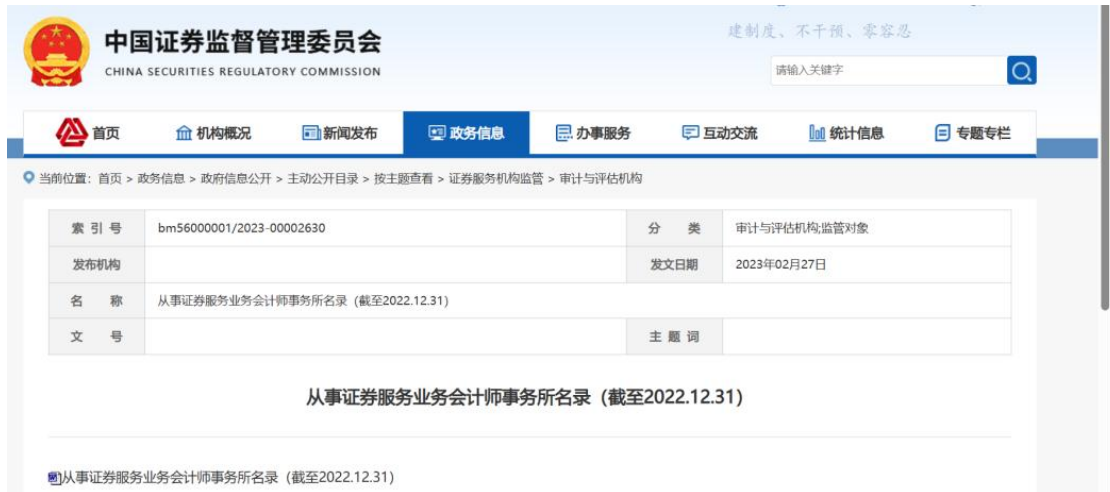 建制度、不干预、零容忍
中国证券监督管理委员会
CHINA SECURITIES REGULATORY COMMISSION
请输入关键字
首页 机构概况 新闻发布 政务信息 办事服务 互动交流 统计信息 专题专栏
当前位置：首页 > 政务信息 > 政府信息公开 > 主动公开目录 > 按主题查看 > 证券服务机构监管 > 审计与评估机构
索 引 号 bm56000001/2023-00002630 分 类 审计与评估机构;监管对象
发布机构 发文日期 2023年02月27日
名 称 从事证券服务业务会计师事务所名录（截至2022.12.31）
文 号 主 题 词
从事证券服务业务会计师事务所名录（截至2022.12.31）
从事证券服务业务会计师事务所名录（截至2022.12.31）